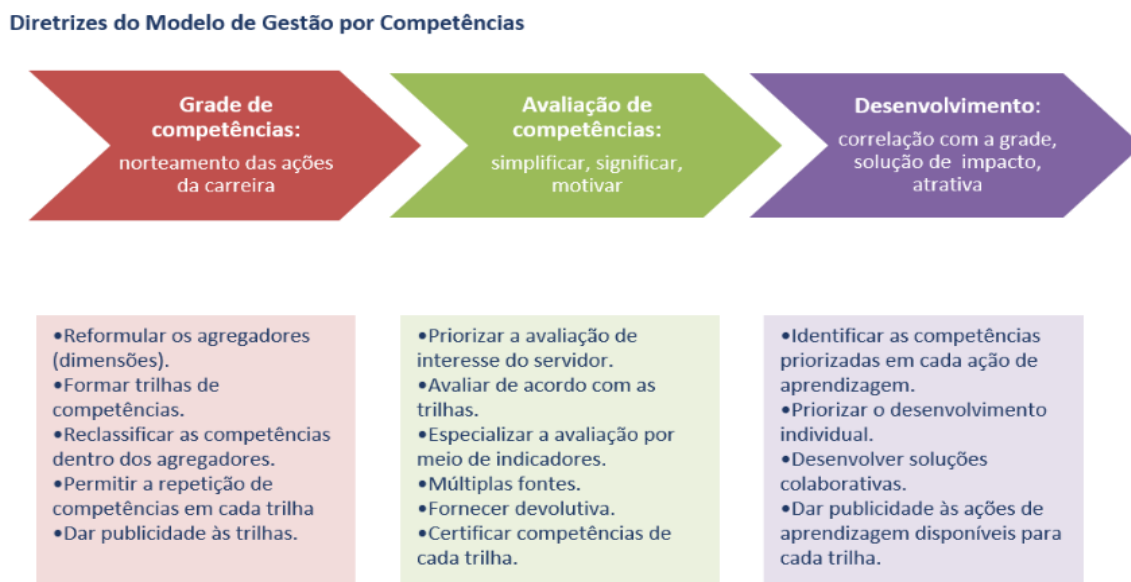 Diretrizes do Modelo de Gestão por Competências
Grade de
competências:
norteamento das ações
da carreira
Avaliação de
competências:
simplificar, significar,
motivar
Desenvolvimento:
correlação com a grade,
solução de impacto,
atrativa
•Reformular os agregadores
(dimensões).
•Formar trilhas de
competências.
•Reclassificar as competências
dentro dos agregadores.
•Permitir a repetição de
competências em cada trilha
•Dar publicidade às trilhas.
•Priorizar a avaliação de
interesse do servidor.
•Avaliar de acordo com as
trilhas.
•Especializar a avaliação por
meio de indicadores.
•Múltiplas fontes.
•Fornecer devolutiva.
•Certificar competências de
cada trilha.
•Identificar as competências
priorizadas em cada ação de
aprendizagem.
•Priorizar o desenvolvimento
individual.
•Desenvolver soluções
colaborativas.
•Dar publicidade às ações de
aprendizagem disponíveis para
cada trilha.